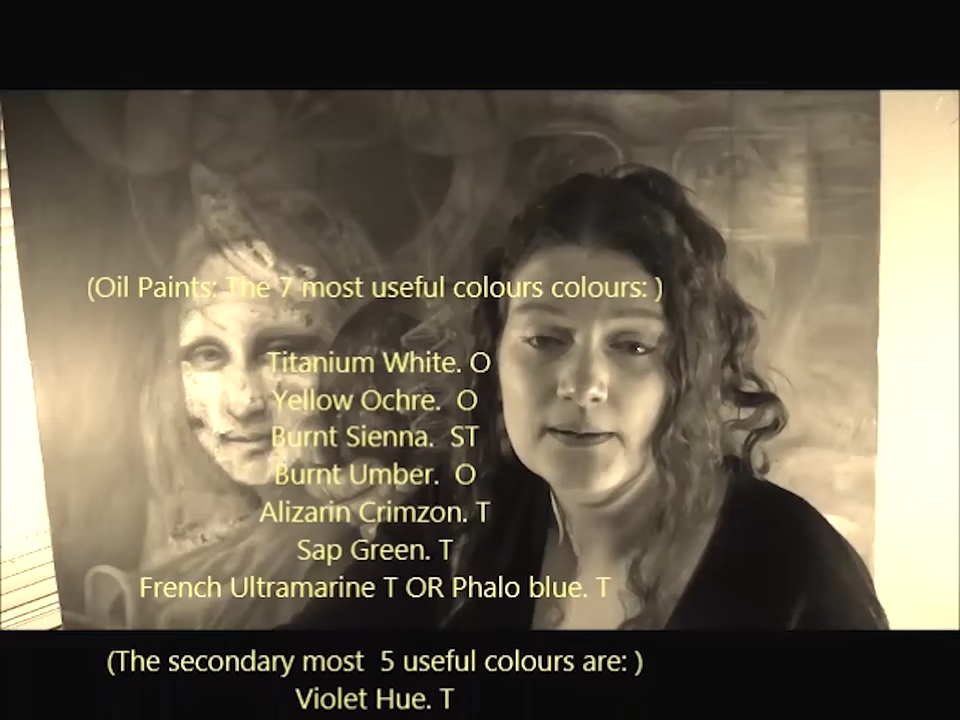 (Oil Paints: The 7 most useful colours colours: )
Titanium White. O
Yellow Ochre.  O
Burnt Sienna.  ST
Burnt Umber.  O
Alizarin Crimzon. T
Sap Green. T
French Ultramarine T OR Phalo blue. T
(The secondary most  5 useful colours are: )
Violet Hue. T